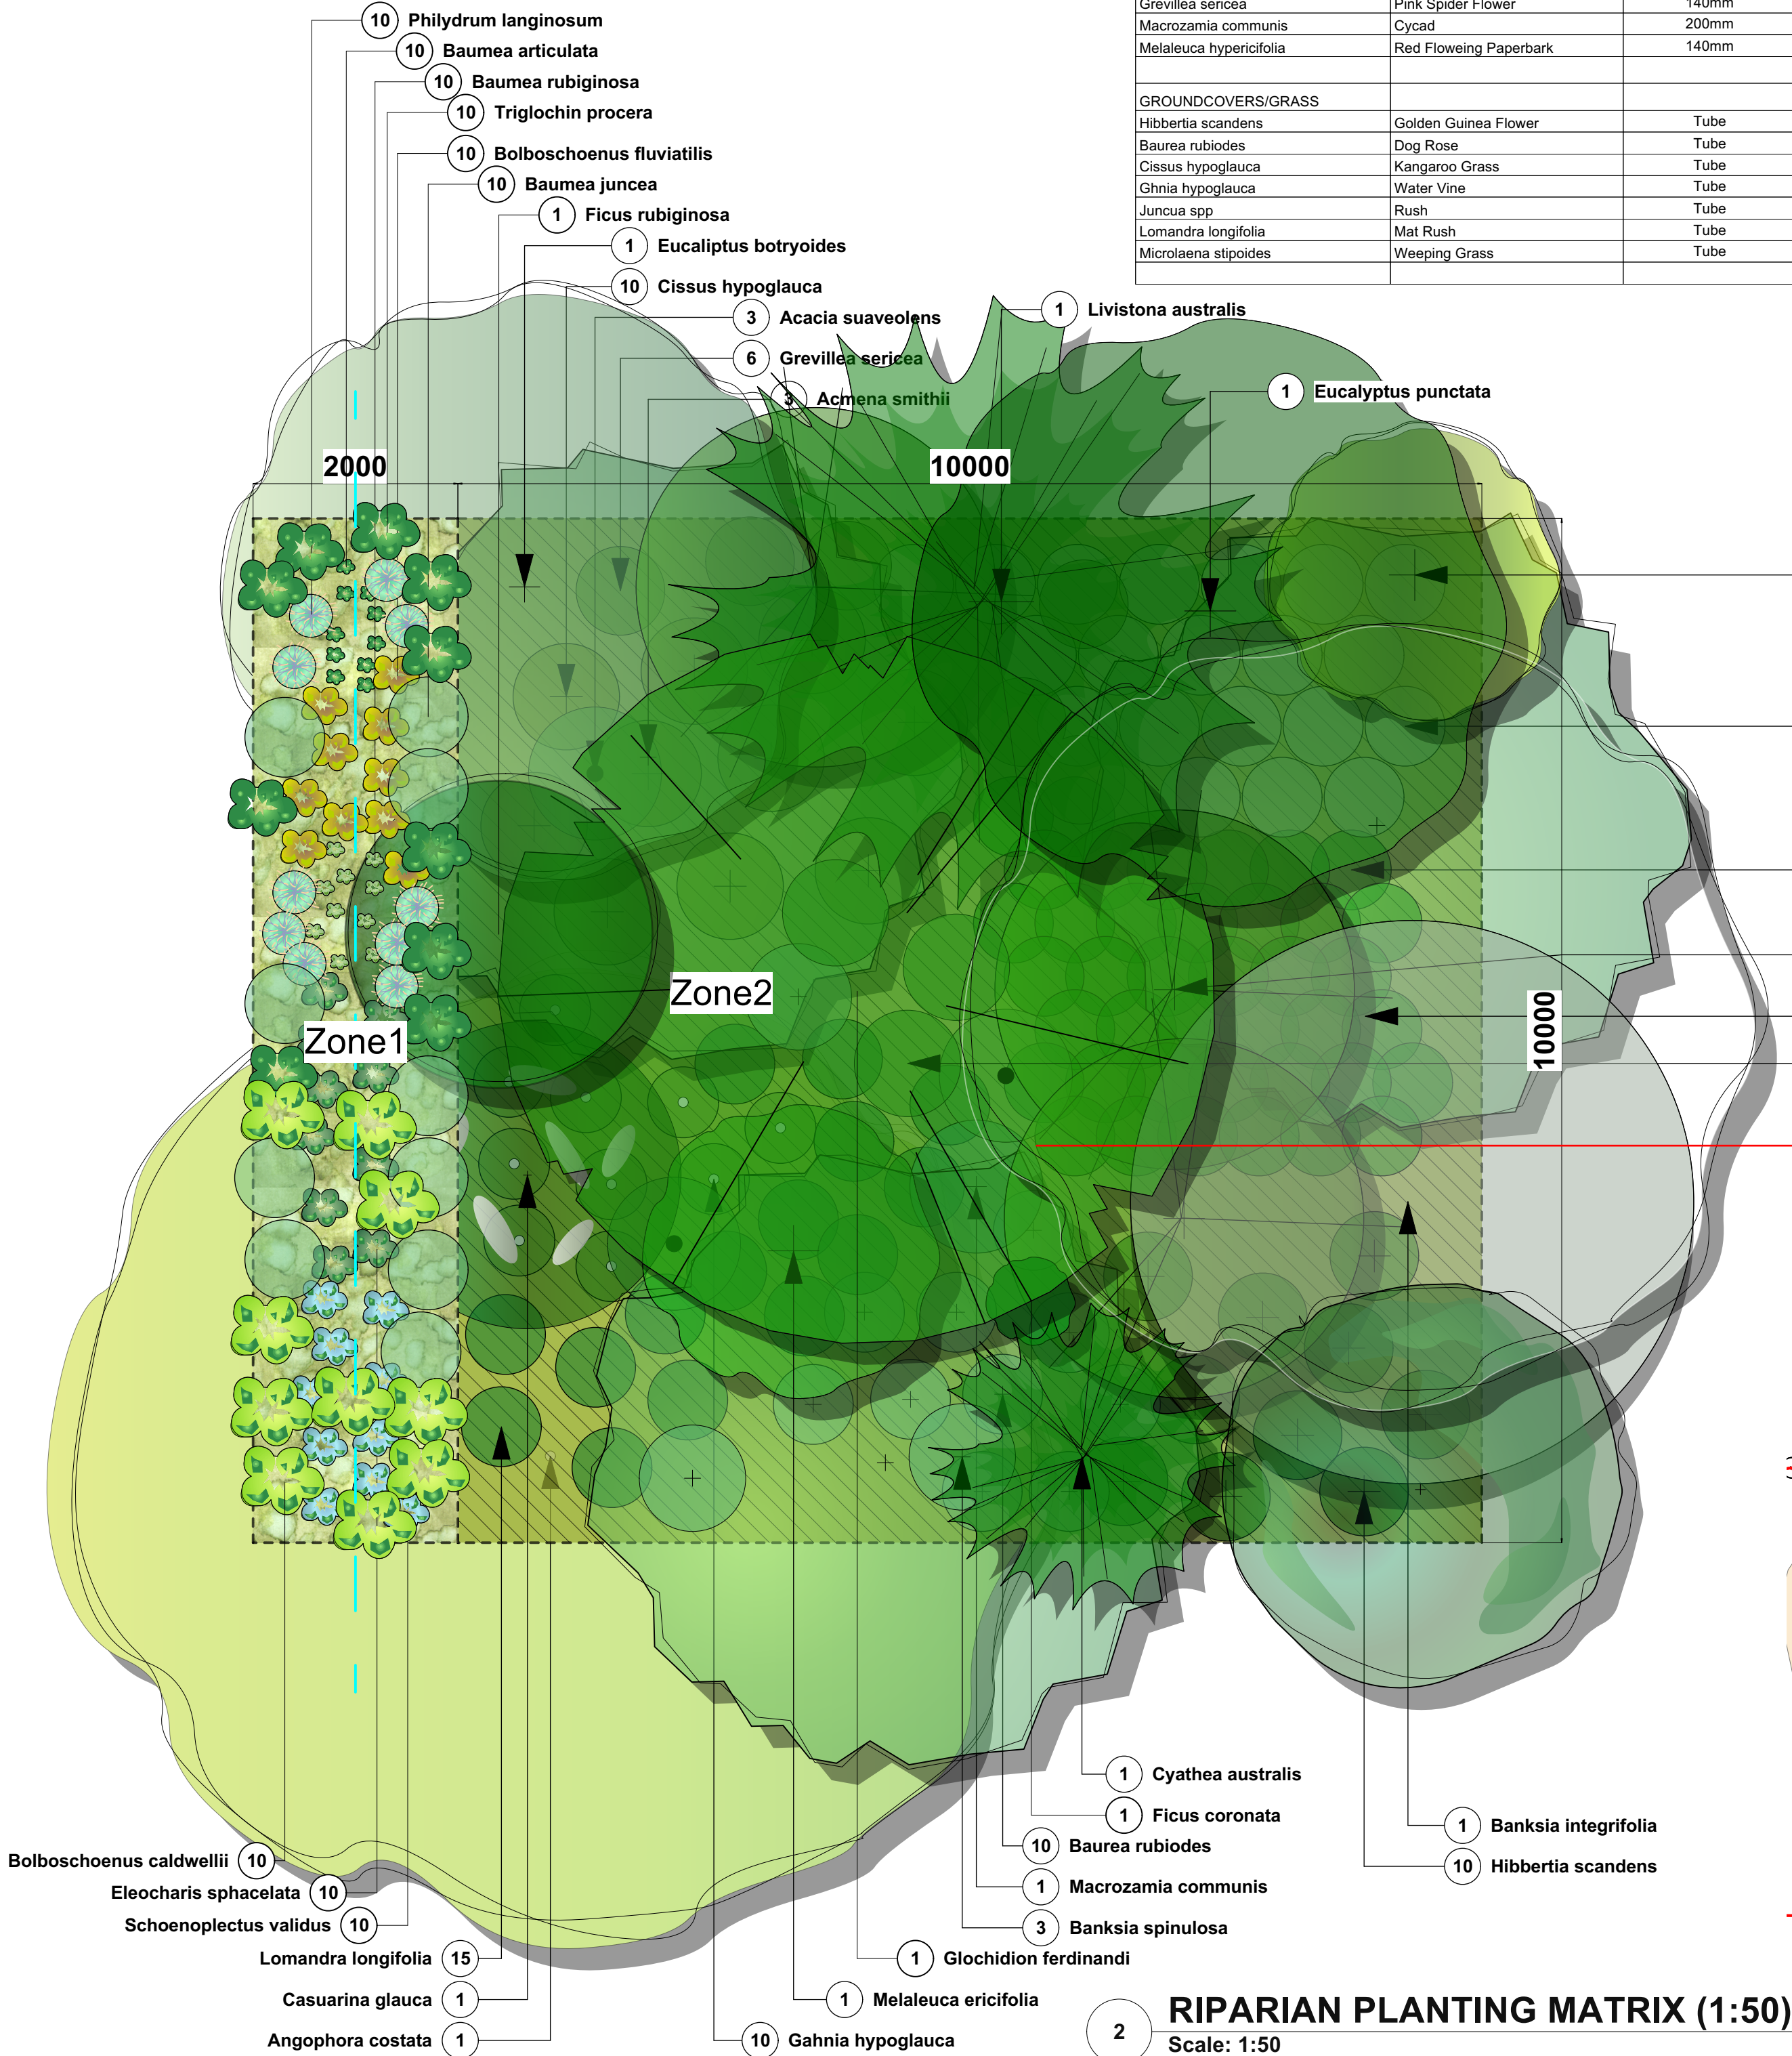 Grevillea sericea Pink Spider Flower 140mm
Macrozamia communis Cycad 200mm
Melaleuca hypericifolia Red Floweing Paperbark 140mm
GROUNDCOVERS/GRASS
Hibbertia scandens Golden Guinea Flower Tube
Baurea rubiodes Dog Rose Tube
Cissus hypoglauca Kangaroo Grass Tube
Ghnia hypoglauca Water Vine Tube
Juncua spp Rush Tube
Lomandra longifolia Mat Rush Tube
Microlaena stipoides Weeping Grass Tube
10 Philydrum langinosum
10 Baumea articulata
10 Baumea rubiginosa
10 Triglochin procera
10 Bolboschoenus fluviatilis
10 Baumea juncea
1 Ficus rubiginosa
1 Eucaliptus botryoides
10 Cissus hypoglauca
3 Acacia suaveolens
1 Livistona australis
6 Grevillea sericea
3 Acmena smithii
1 Eucalyptus punctata
2000
10000
Zone2
Zone1
10000
1 Cyathea australis
1 Ficus coronata
1 Banksia integrifolia
10 Baurea rubiodes
10 Hibbertia scandens
Bolboschoenus caldwellii 10
1 Macrozamia communis
Eleocharis sphacelata 10
Schoenoplectus validus 10
3 Banksia spinulosa
Lomandra longifolia 15
1 Glochidion ferdinandi
Casuarina glauca 1
1 Melaleuca ericifolia
Angophora costata 1
10 Gahnia hypoglauca
2 RIPARIAN PLANTING MATRIX (1:50)
Scale: 1:50